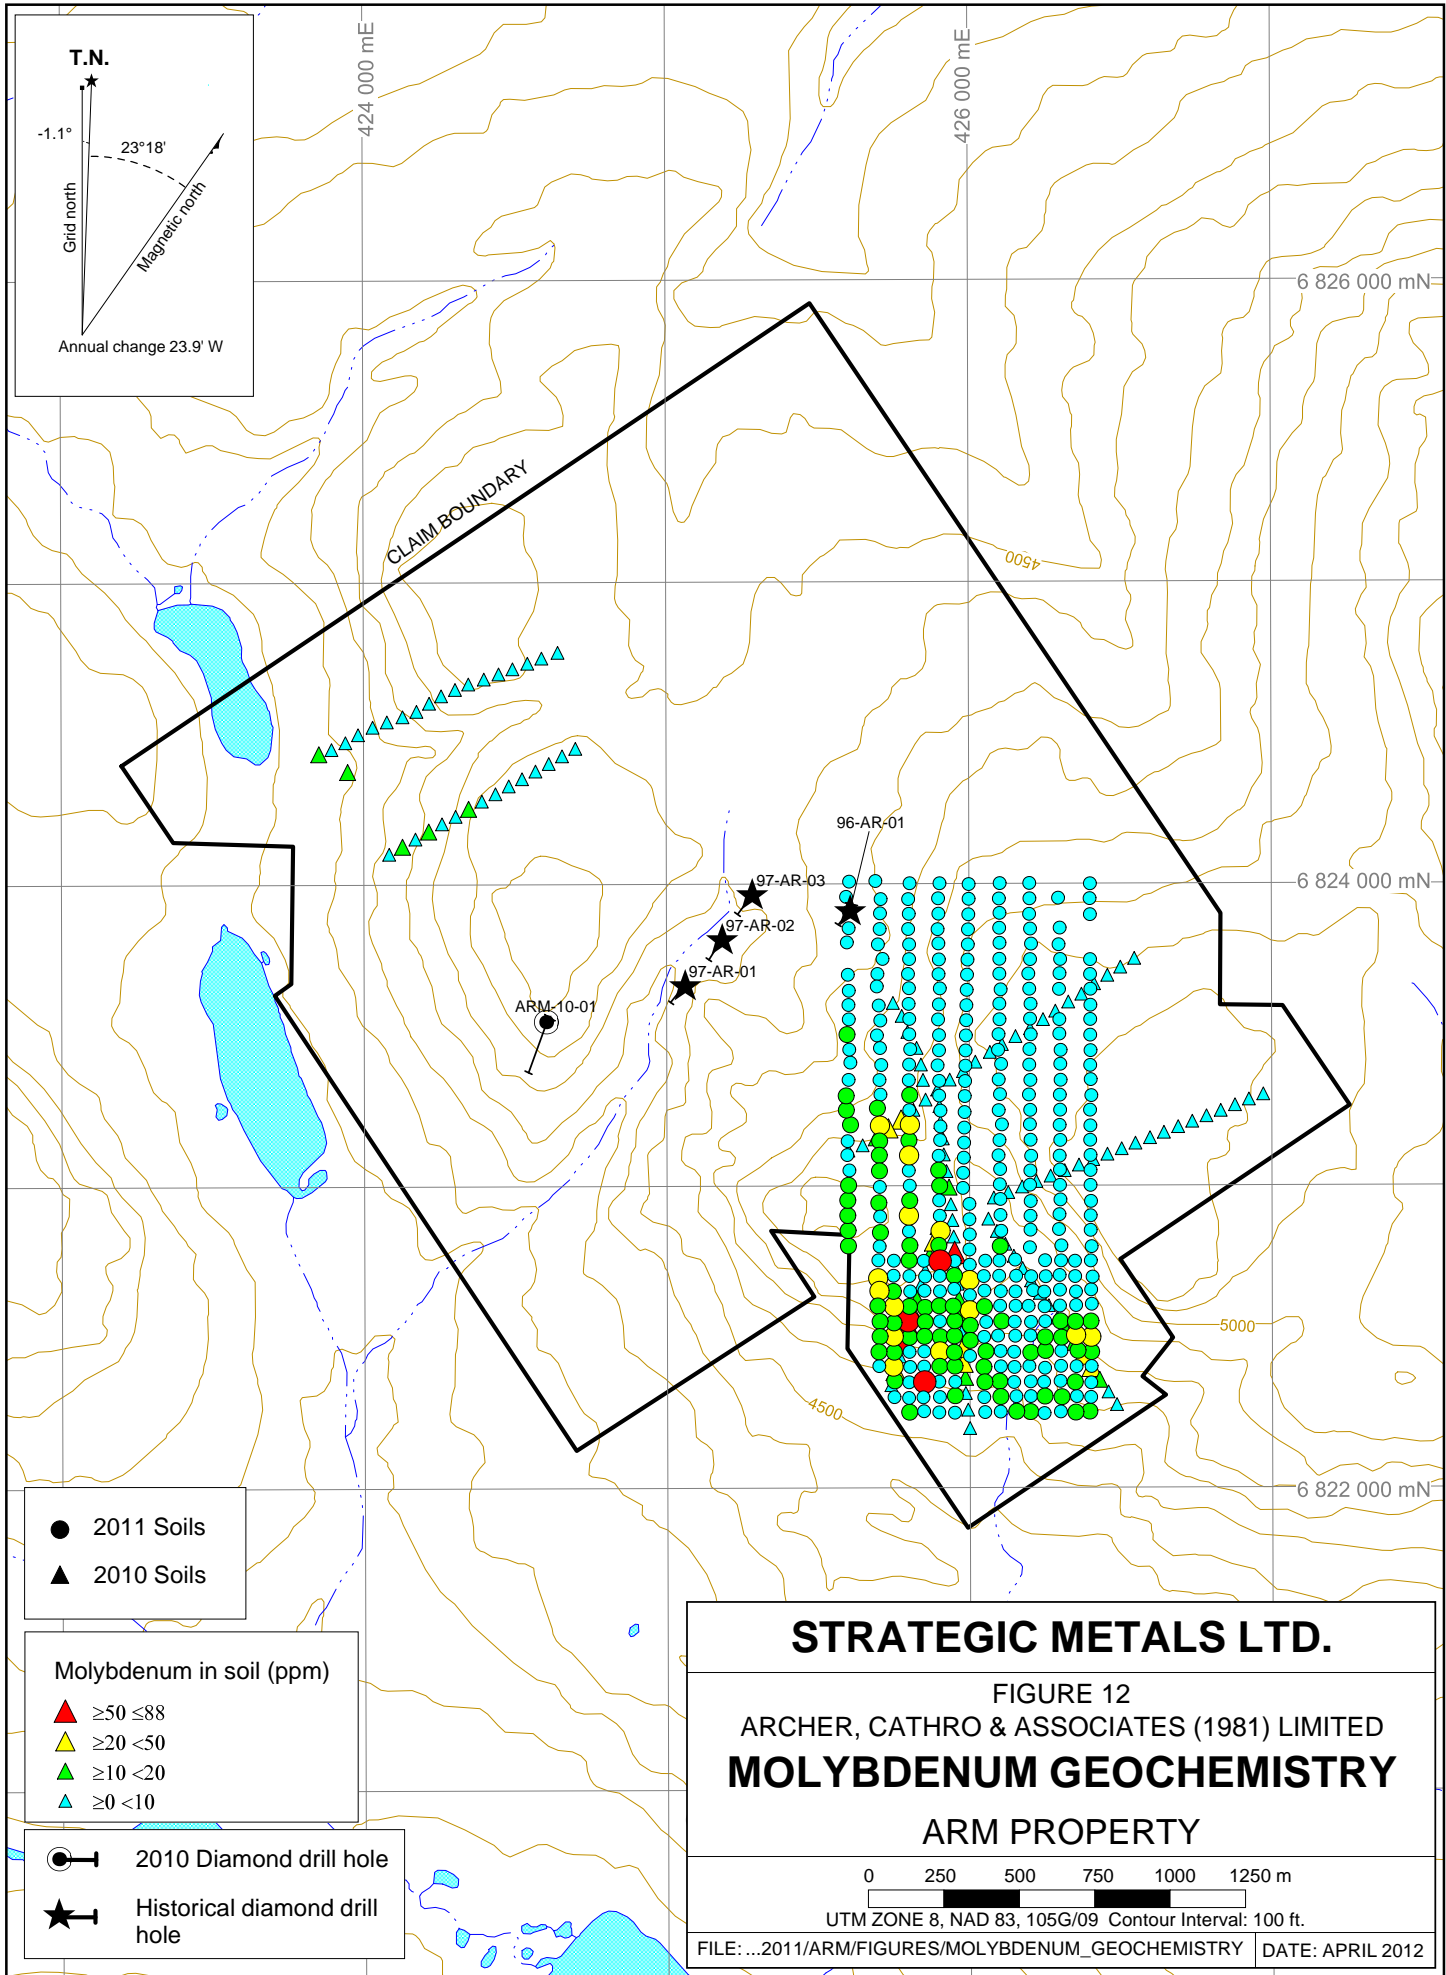 T.N.
-1.1°
23°18'
Grid north
Magnetic north
Annual change 23.9' W
424 000 mE
426 000 mE
6 826 000 mN
CLAIM BOUNDARY
4500
96-AR-01
97-AR-03
6 824 000 mN
97-AR-02
97-AR-01
ARM-10-01
5000
4500
6 822 000 mN
2011 Soils
2010 Soils
Molybdenum in soil (ppm)
≥50 ≤88
≥20 <50
≥10 <20
≥0 <10
2010 Diamond drill hole
Historical diamond drill
hole
STRATEGIC METALS LTD.
FIGURE 12
ARCHER, CATHRO & ASSOCIATES (1981) LIMITED
MOLYBDENUM GEOCHEMISTRY
ARM PROPERTY
0 250 500 750 1000 1250 m
UTM ZONE 8, NAD 83, 105G/09 Contour Interval: 100 ft.
FILE: ...2011/ARM/FIGURES/MOLYBDENUM_GEOCHEMISTRY
DATE: APRIL 2012